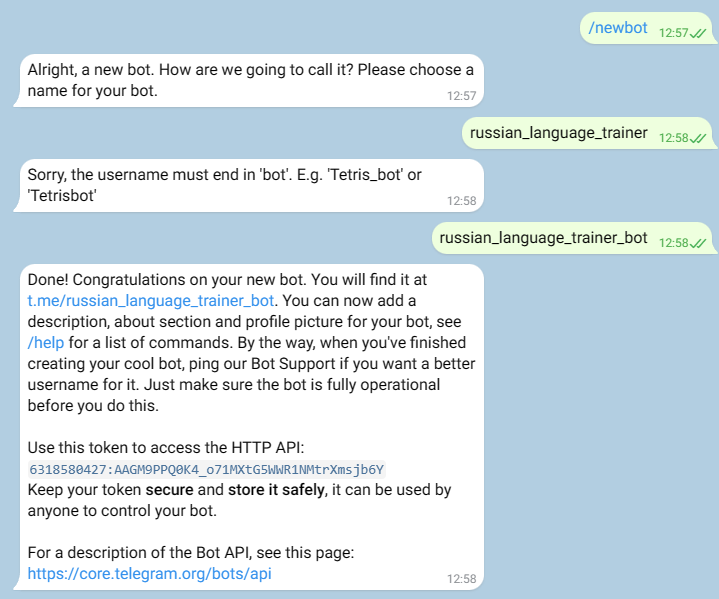 /newbot 12:57
Alright, a new bot. How are we going to call it? Please choose a
name for your bot.
12:57
russian_language_trainer 12:58
Sorry, the username must end in 'bot'. E.g. 'Tetris_bot' or
'Tetrisbot'
12:58
russian_language_trainer_bot 12:58
Done! Congratulations on your new bot. You will find it at
t.me/russian_language_trainer_bot. You can now add a
description, about section and profile picture for your bot, see
/help for a list of commands. By the way, when you've finished
creating your cool bot, ping our Bot Support if you want a better
username for it. Just make sure the bot is fully operational
before you do this.
Use this token to access the HTTP API:
6318580427:AAGM9PPQ0K4_o71MXtG5WWR1NMtrXmsjb6Y
Keep your token secure and store it safely, it can be used by
anyone to control your bot.
For a description of the Bot API, see this page:
https://core.telegram.org/bots/api
12:58